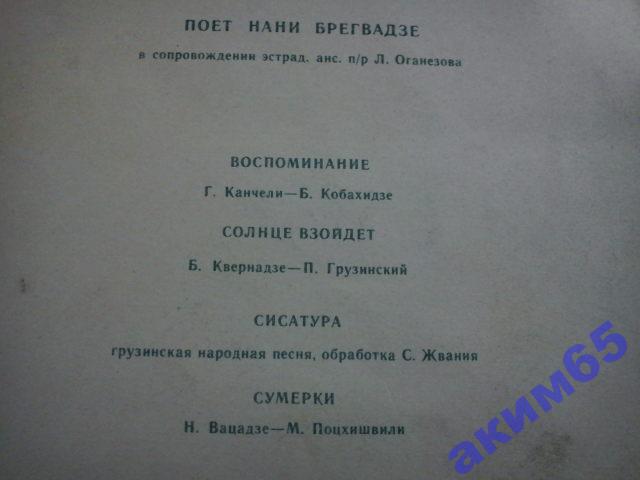 ПОЕТ НАНИ БРЕГВАДЗЕ
в сопровождении эстрад. анс. п/р Л. Оганезова
ВОСПОМИНАНИЕ
Г. Канчели—Б. Кобахидзе
СОЛНЦЕ ВЗОЙДЕТ
Б. Квернадзе—П. Грузинский
СИСАТУРА
грузинская народная песня, обработка С. Жвания
СУМЕРКИ
Н. Вацадзе—М. Поцхишвили
аким65